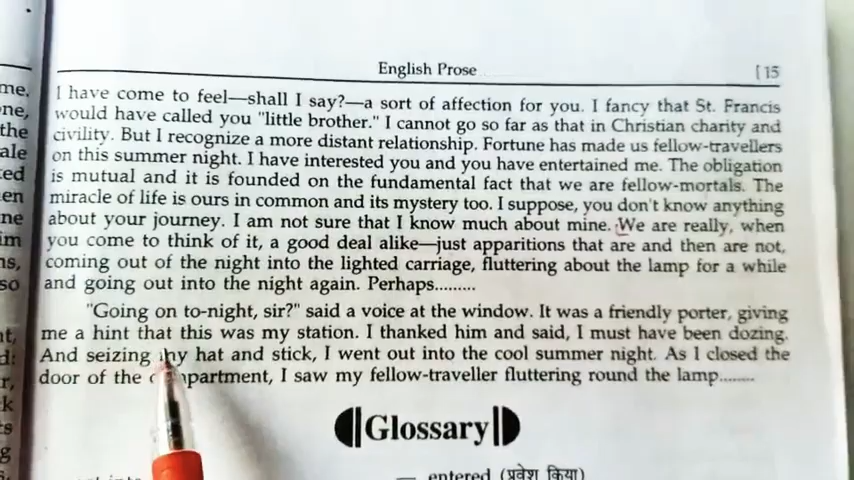 English Prose
[ 15
I have come to feel—shall I say?—a sort of affection for you. I fancy that St. Francis
would have called you "little brother." I cannot go so far as that in Christian charity and
civility. But I recognize a more distant relationship. Fortune has made us fellow-travellers
on this summer night. I have interested you and you have entertained me. The obligation
is mutual and it is founded on the fundamental fact that we are fellow-mortals. The
miracle of life is ours in common and its mystery too. I suppose, you don't know anything
about your journey. I am not sure that I know much about mine. We are really, when
you come to think of it, a good deal alike—just apparitions that are and then are not,
coming out of the night into the lighted carriage, fluttering about the lamp for a while
and going out into the night again. Perhaps.........
"Going on to-night, sir?" said a voice at the window. It was a friendly porter, giving
me a hint that this was my station. I thanked him and said, I must have been dozing.
And seizing my hat and stick, I went out into the cool summer night. As I closed the
door of the compartment, I saw my fellow-traveller fluttering round the lamp........
Glossary
— entered (प्रवेश किया)